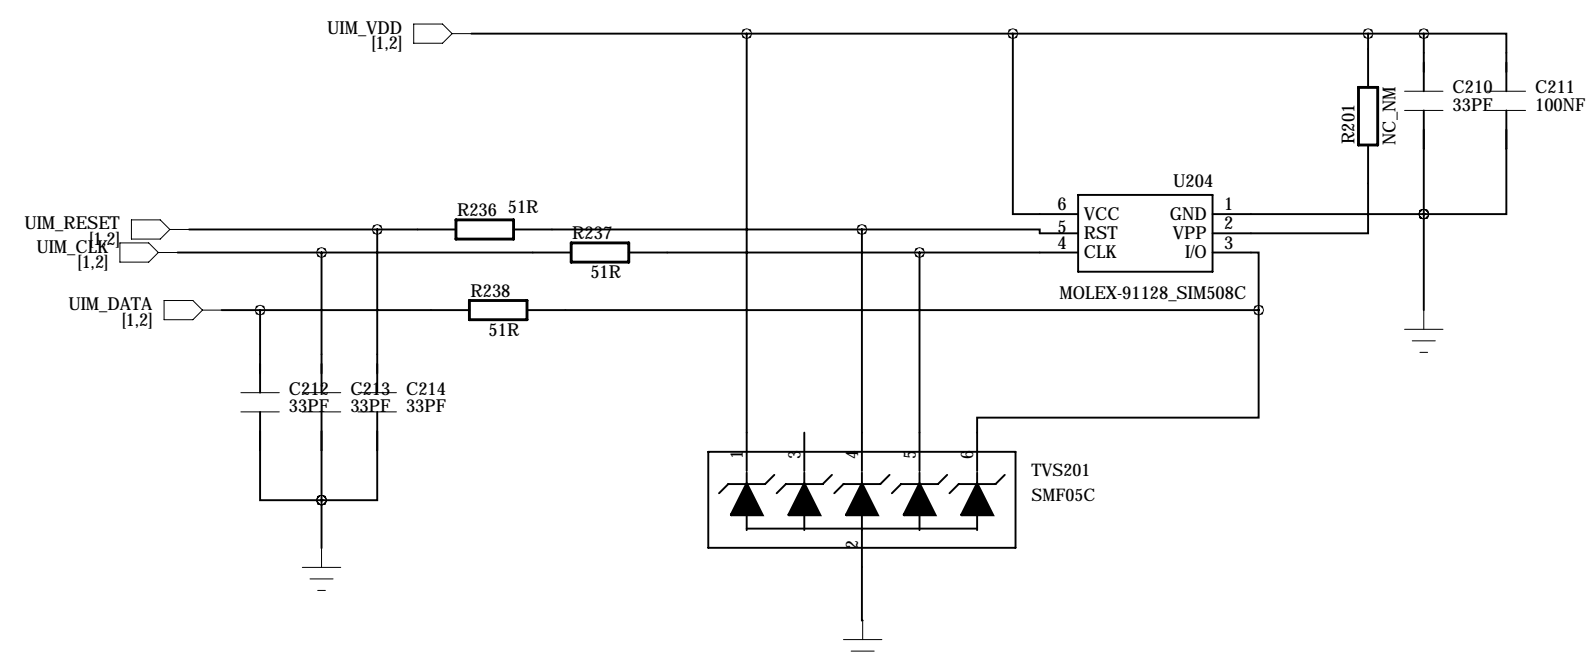 UIM_VDD
[1,2]
C210
33PF
C211
100NF
R201
NC_NM
U204
UIM_RESET
[1,2]
R236
51R
UIM_CLK
[1,2]
R237
51R
6
VCC
GND
1
5
RST
VPP
2
4
CLK
I/O
3
MOLEX-91128_SIM508C
UIM_DATA
[1,2]
R238
51R
C212
33PF
C213
33PF
C214
33PF
1
3
4
5
6
TVS201
SMF05C
2